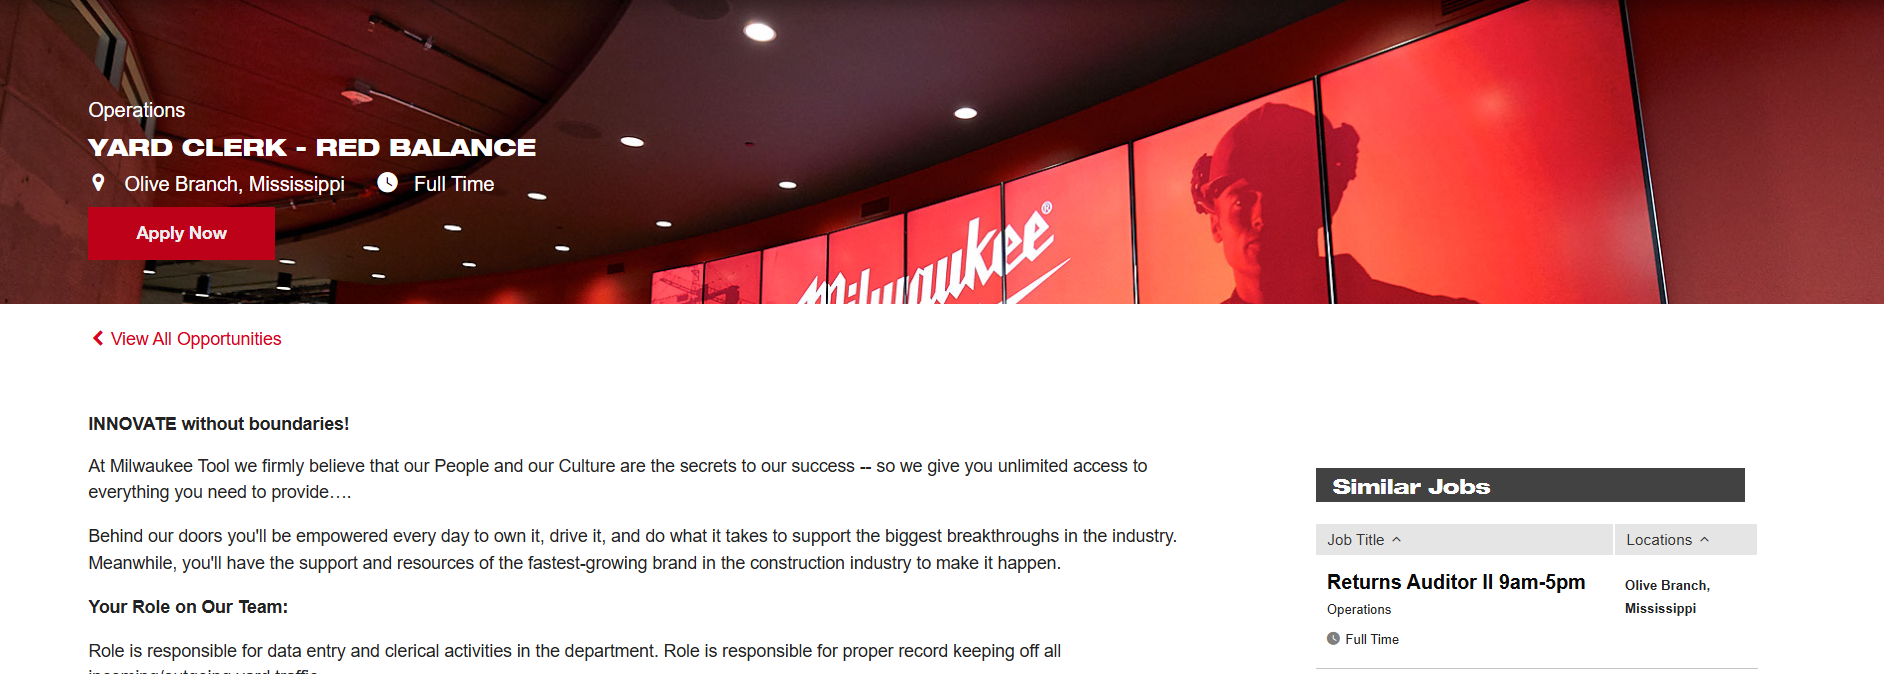 Operations
YARD CLERK - RED BALANCE
Olive Branch, Mississippi Full Time
Apply Now
Milwaukee®
View All Opportunities
INNOVATE without boundaries!
At Milwaukee Tool we firmly believe that our People and our Culture are the secrets to our success -- so we give you unlimited access to
everything you need to provide….
Behind our doors you'll be empowered every day to own it, drive it, and do what it takes to support the biggest breakthroughs in the industry.
Meanwhile, you'll have the support and resources of the fastest-growing brand in the construction industry to make it happen.
Your Role on Our Team:
Role is responsible for data entry and clerical activities in the department. Role is responsible for proper record keeping off all
incoming/outgoing yard traffic
Similar Jobs
Job Title Locations
Returns Auditor II 9am-5pm
Operations
Full Time
Olive Branch,
Mississippi